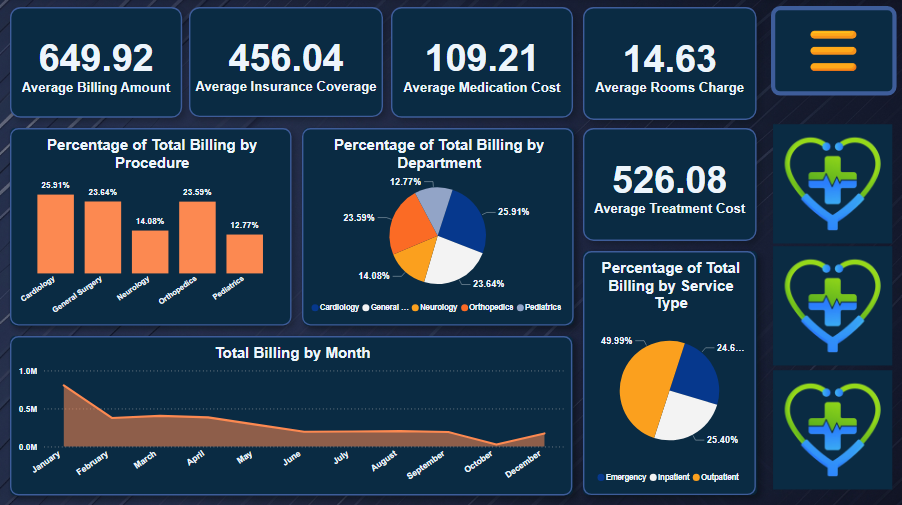 649.92
Average Billing Amount
456.04
Average Insurance Coverage
109.21
Average Medication Cost
14.63
Average Rooms Charge
Percentage of Total Billing by
Procedure
25.91%
23.64%
14.08%
23.59%
12.77%
Cardiology
General Surgery
Neurology
Orthopedics
Pediatrics
Percentage of Total Billing by
Department
12.77%
25.91%
23.59%
14.08%
23.64%
Cardiology General ... Neurology Orthopedics Pediatrics
526.08
Average Treatment Cost
Percentage of Total
Billing by Service
Type
49.99%
24.6...
25.40%
Emergency Inpatient Outpatient
Total Billing by Month
1.0M
0.5M
0.0M
January
February
March
April
May
June
July
August
September
October
December